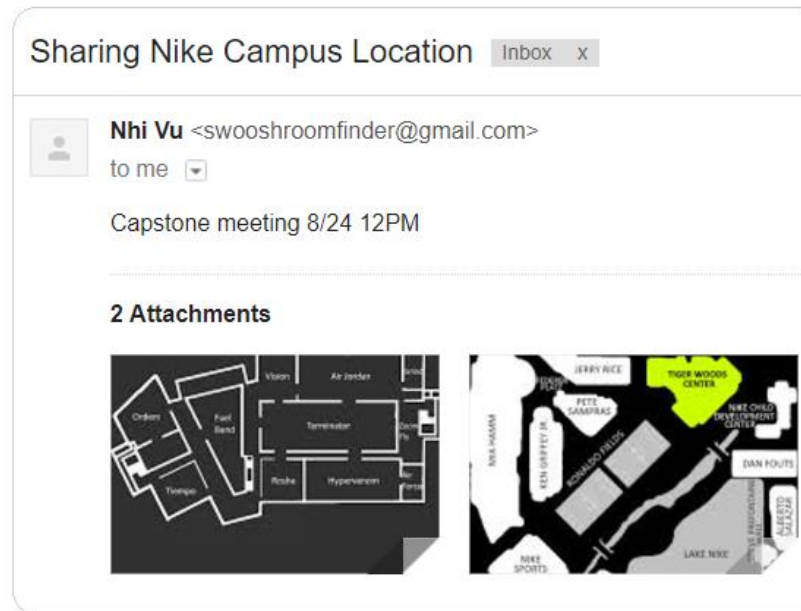 Sharing Nike Campus Location Inbox x
Nhi Vu <swooshroomfinder@gmail.com>
to me
Capstone meeting 8/24 12PM
2 Attachments
Vision
Air Jordan
Orders
Fuel
Band
Terminator
Tiempo
Roshe
Hypervenom
Force
JERRY RICE
TIGER WOODS
CENTER
PETE
SAMPRAS
NIKE CHILD
DEVELOPMENT
CENTER
MIA HAMM
KEN GRIFFEY JR.
RONALDO FIELDS
DAN FOUTS
ALBERTO
SALAZAR
LAKE NIKE
NIKE
SPORTS